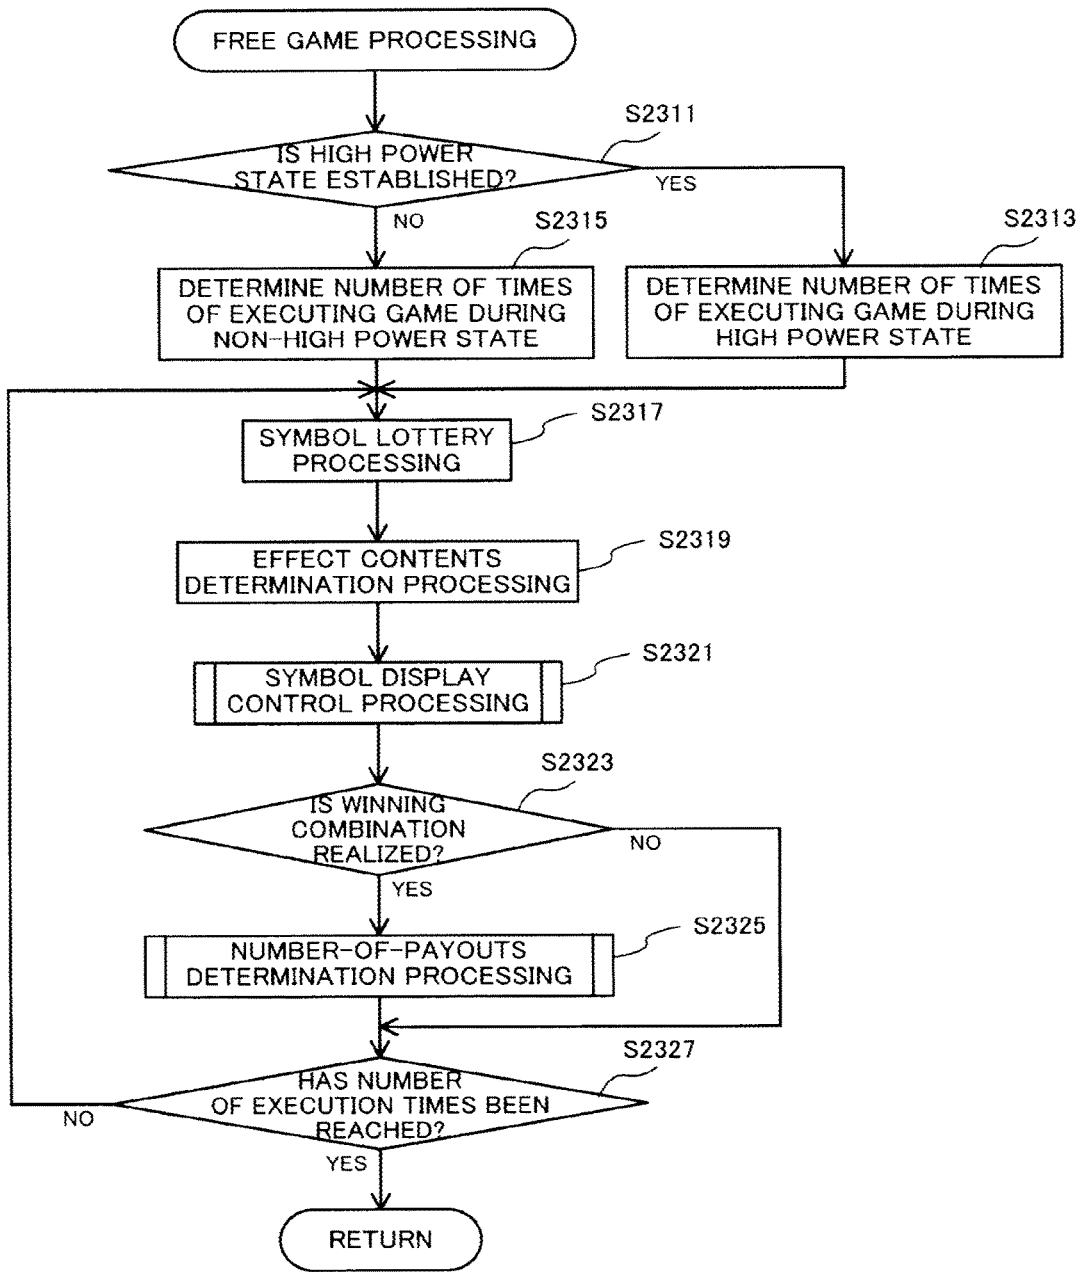 FREE GAME PROCESSING
S2311
IS HIGH POWER
STATE ESTABLISHED?
YES
NO
S2315
S2313
DETERMINE NUMBER OF TIMES
OF EXECUTING GAME DURING
NON-HIGH POWER STATE
DETERMINE NUMBER OF TIMES
OF EXECUTING GAME DURING
HIGH POWER STATE
S2317
SYMBOL LOTTERY
PROCESSING
S2319
EFFECT CONTENTS
DETERMINATION PROCESSING
S2321
SYMBOL DISPLAY
CONTROL PROCESSING
S2323
IS WINNING
COMBINATION
REALIZED?
NO
YES
S2325
NUMBER-OF-PAYOUTS
DETERMINATION PROCESSING
S2327
HAS NUMBER
OF EXECUTION TIMES BEEN
REACHED?
NO
YES
RETURN